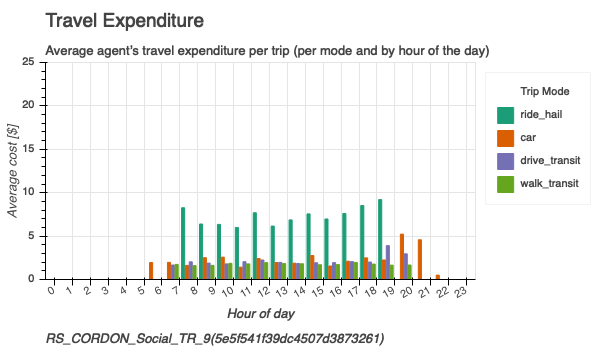 Travel Expenditure
Average agent's travel expenditure per trip (per mode and by hour of the day)
25
20
15
10
5
0
Average cost [$]
0 1 2 3 4 5 6 7 8 9 10 11 12 13 14 15 16 17 18 19 20 21 22 23
Hour of day
Trip Mode
ride_hail
car
drive_transit
walk_transit
RS_CORDON_Social_TR_9(5e5f541f39dc4507d3873261)